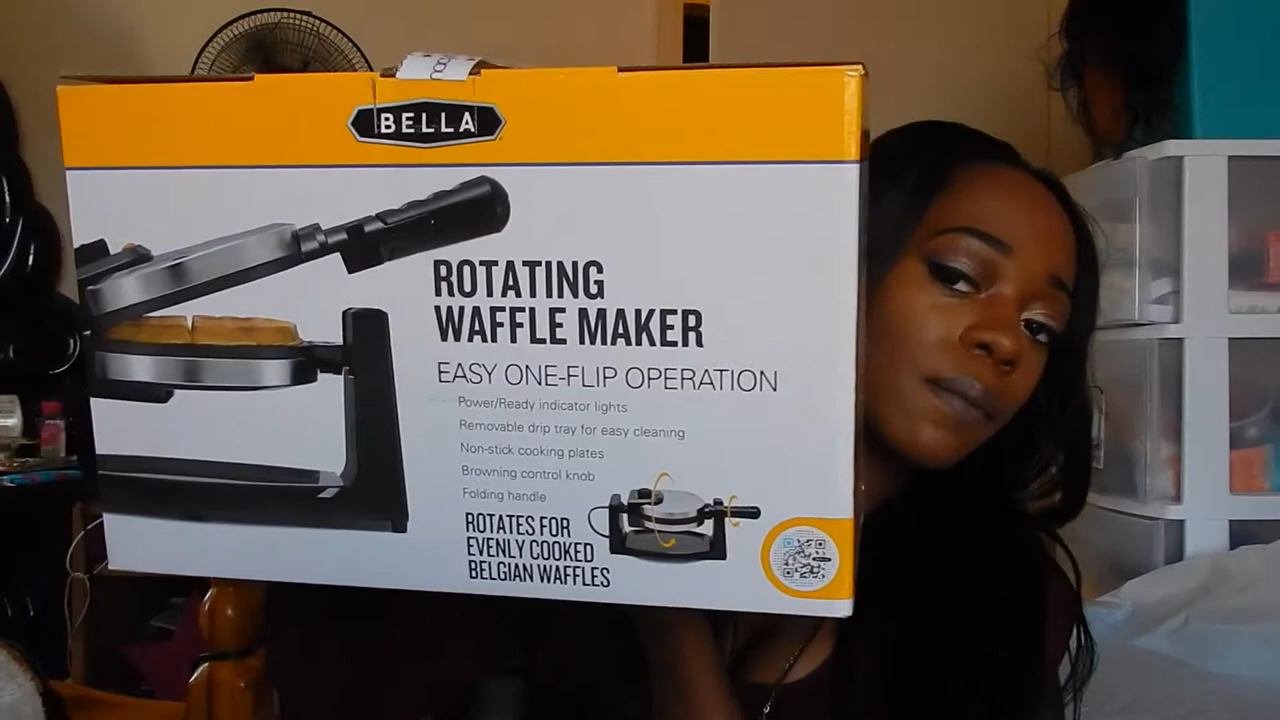 BELLA
ROTATING
WAFFLE MAKER
EASY ONE-FLIP OPERATION
Power/Ready indicator lights
Removable drip tray for easy cleaning
Non-stick cooking plates
Browning control knob
Folding handle
ROTATES FOR
EVENLY COOKED
BELGIAN WAFFLES